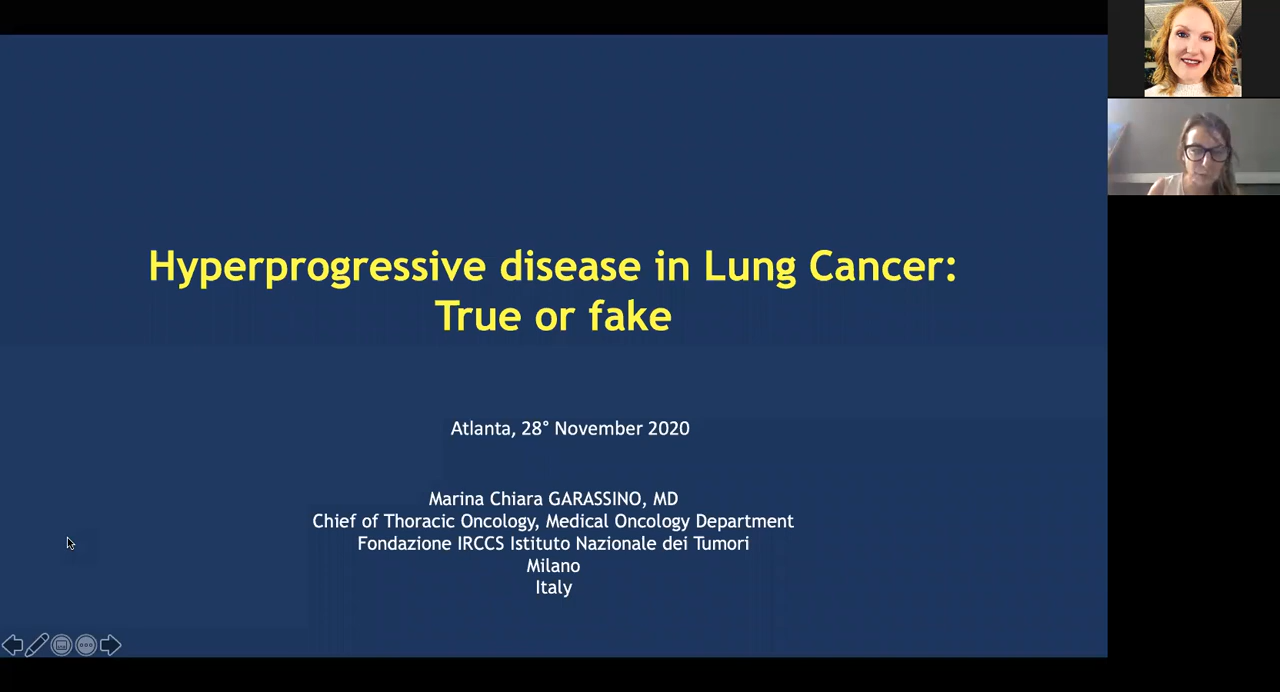 Hyperprogressive disease in Lung Cancer:
True or fake
Atlanta, 28° November 2020
Marina Chiara GARASSINO, MD
Chief of Thoracic Oncology, Medical Oncology Department
Fondazione IRCCS Istituto Nazionale dei Tumori
Milano
Italy